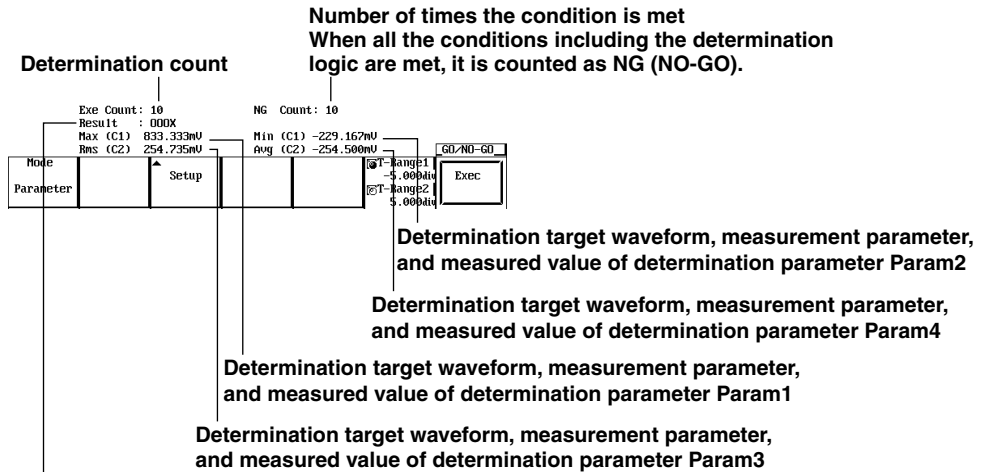 Number of times the condition is met
When all the conditions including the determination
logic are met, it is counted as NG (NO-GO).
Determination count
Exe Count: 10 NG Count: 10
Result : OOOX
Max (C1) 833.333mV Min (C1) -229.167mV
Rms (C2) 254.735mV Avg (C2) -254.500mV
GO/NO-GO
Mode
Parameter
Setup
T-Range1
-5.000div
T-Range2
5.000div
Exec
Determination target waveform, measurement parameter,
and measured value of determination parameter Param2
Determination target waveform, measurement parameter,
and measured value of determination parameter Param4
Determination target waveform, measurement parameter,
and measured value of determination parameter Param1
Determination target waveform, measurement parameter,
and measured value of determination parameter Param3